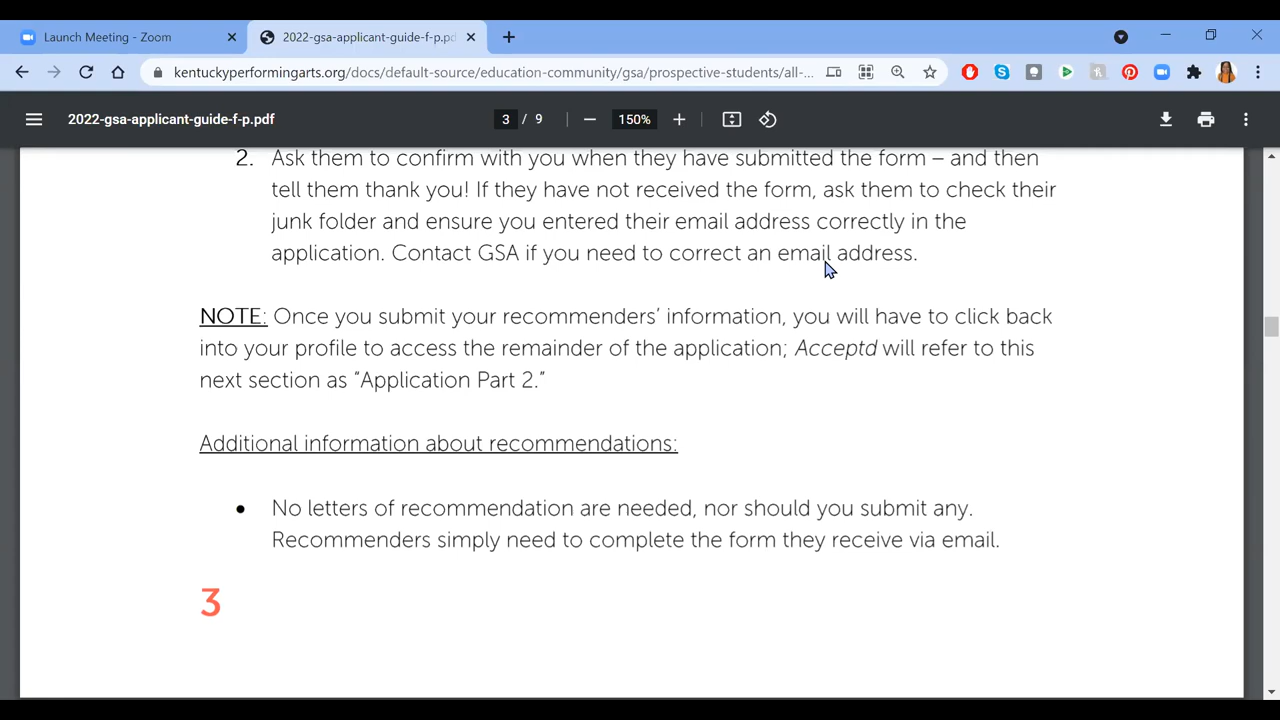 Launch Meeting - Zoom
2022-gsa-applicant-guide-f-p.pd
kentuckyperformingarts.org/docs/default-source/education-community/gsa/prospective-students/all-...
2022-gsa-applicant-guide-f-p.pdf
3 / 9
150%
2. Ask them to confirm with you when they have submitted the form – and then
tell them thank you! If they have not received the form, ask them to check their
junk folder and ensure you entered their email address correctly in the
application. Contact GSA if you need to correct an email address.
NOTE: Once you submit your recommenders’ information, you will have to click back
into your profile to access the remainder of the application; Acceptd will refer to this
next section as “Application Part 2.”
Additional information about recommendations:
• No letters of recommendation are needed, nor should you submit any.
Recommenders simply need to complete the form they receive via email.
3